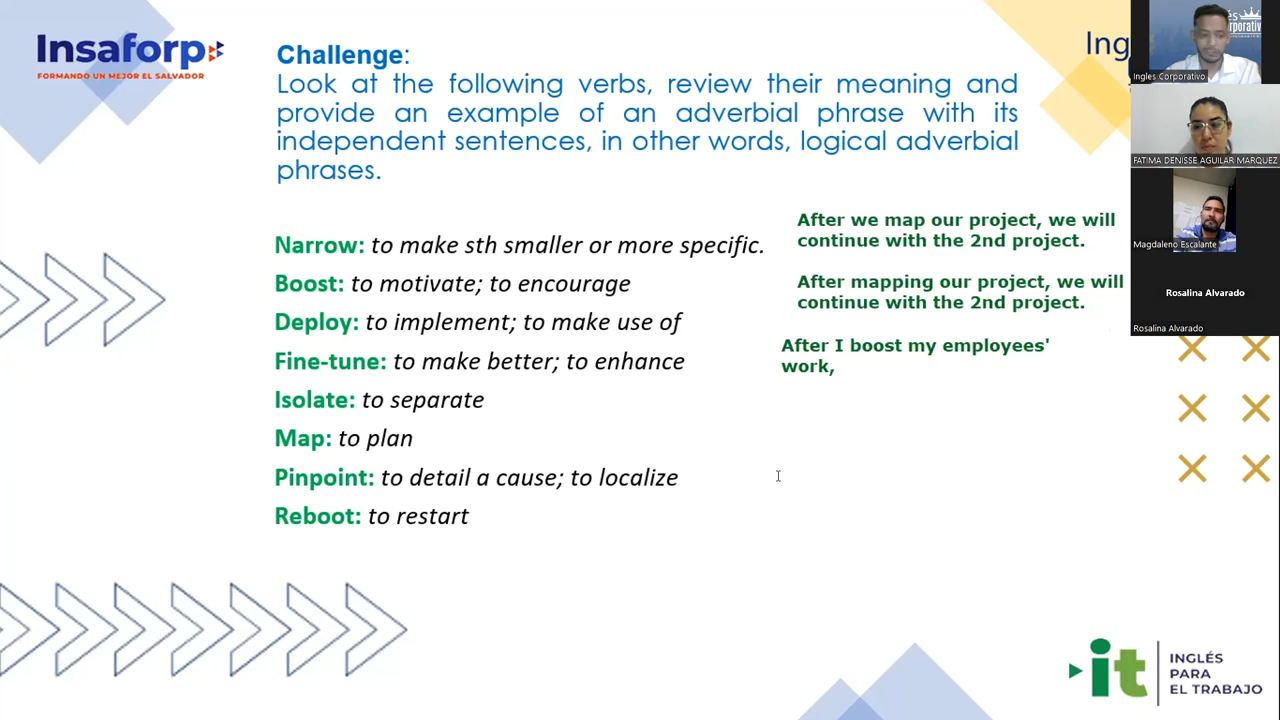 Insaforp
FORMANDO UN MEJOR EL SALVADOR
Challenge:
Look at the following verbs, review their meaning and
provide an example of an adverbial phrase with its
independent sentences, in other words, logical adverbial
phrases.
Narrow: to make sth smaller or more specific.
Boost: to motivate; to encourage
Deploy: to implement; to make use of
Fine-tune: to make better; to enhance
Isolate: to separate
Map: to plan
Pinpoint: to detail a cause; to localize
Reboot: to restart
After we map our project, we will
continue with the 2nd project.
After mapping our project, we will
continue with the 2nd project.
After I boost my employees'
work,
Ing
Ingles Corporativo
FATIMA DENISSE AGUILAR MARQUEZ
Magdaleno Escalante
Rosalina Alvarado
Rosalina Alvarado
it
INGLÉS
PARA
EL TRABAJO